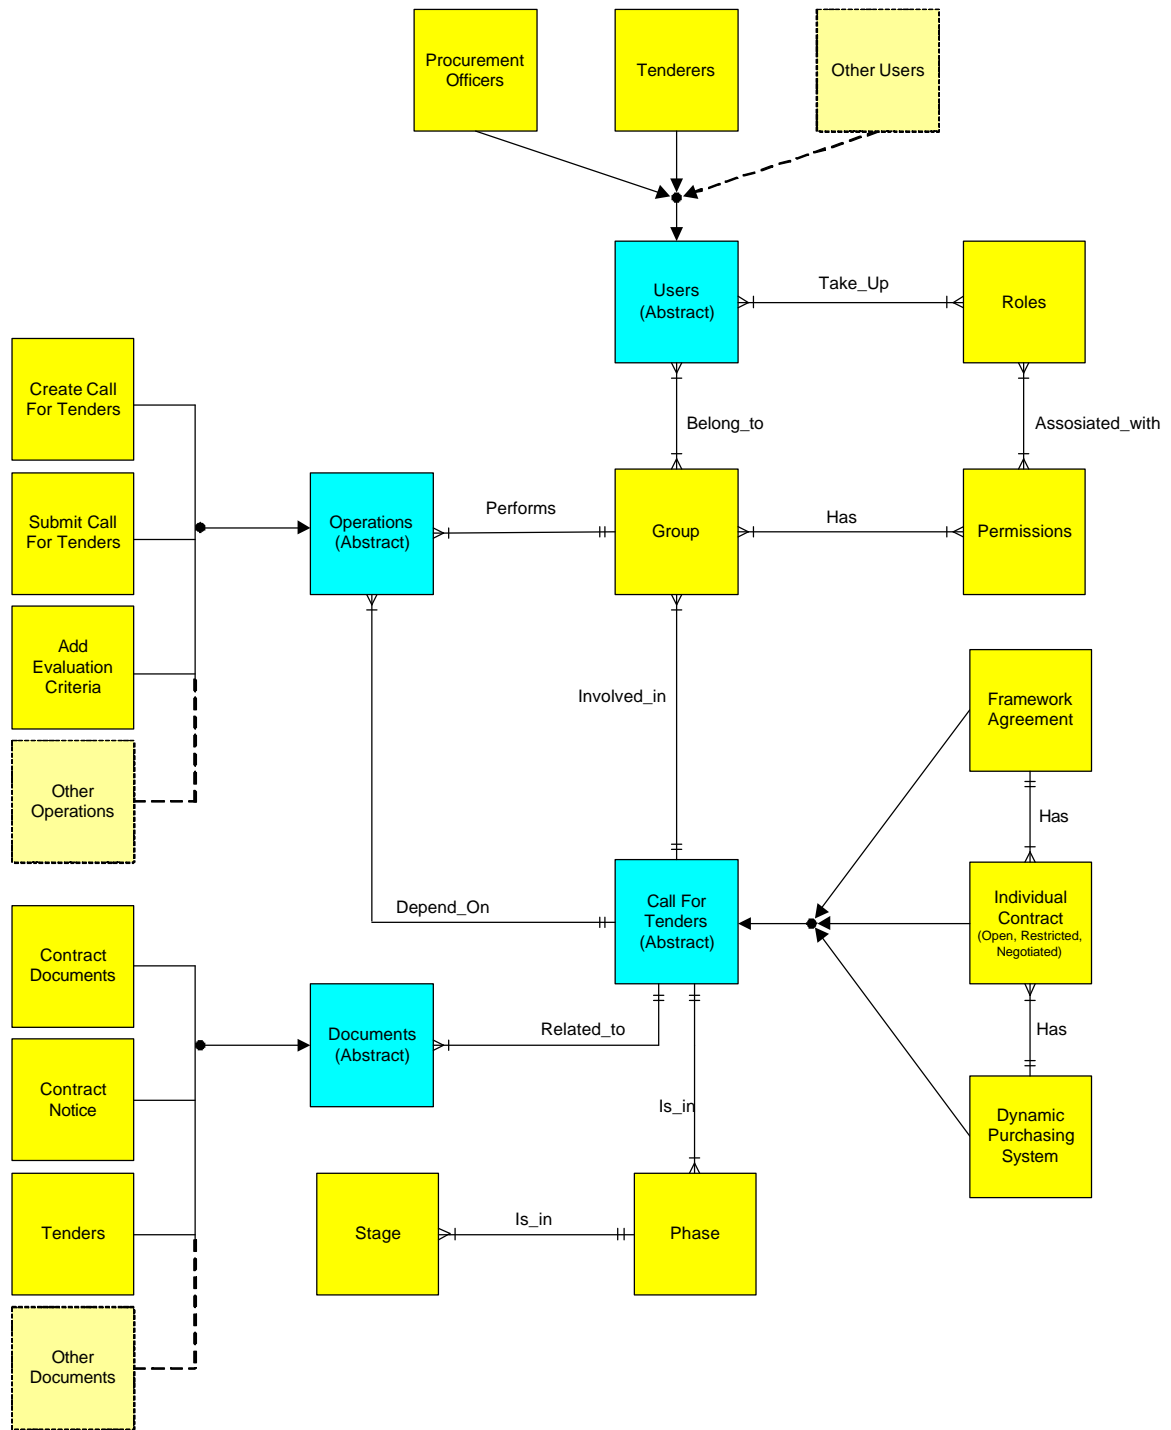 Procurement
Officers
Tenderers
Other Users
Users
(Abstract)
Take_Up
Roles
Create Call
For Tenders
Belong_to
Assosiated_with
Submit Call
For Tenders
Operations
(Abstract)
Performs
Group
Has
Permissions
Add
Evaluation
Criteria
Involved_in
Framework
Agreement
Other
Operations
Has
Contract
Documents
Depend_On
Call For
Tenders
(Abstract)
Individual
Contract
(Open, Restricted,
Negotiated)
Documents
(Abstract)
Related_to
Has
Contract
Notice
Is_in
Dynamic
Purchasing
System
Tenders
Stage
Is_in
Phase
Other
Documents